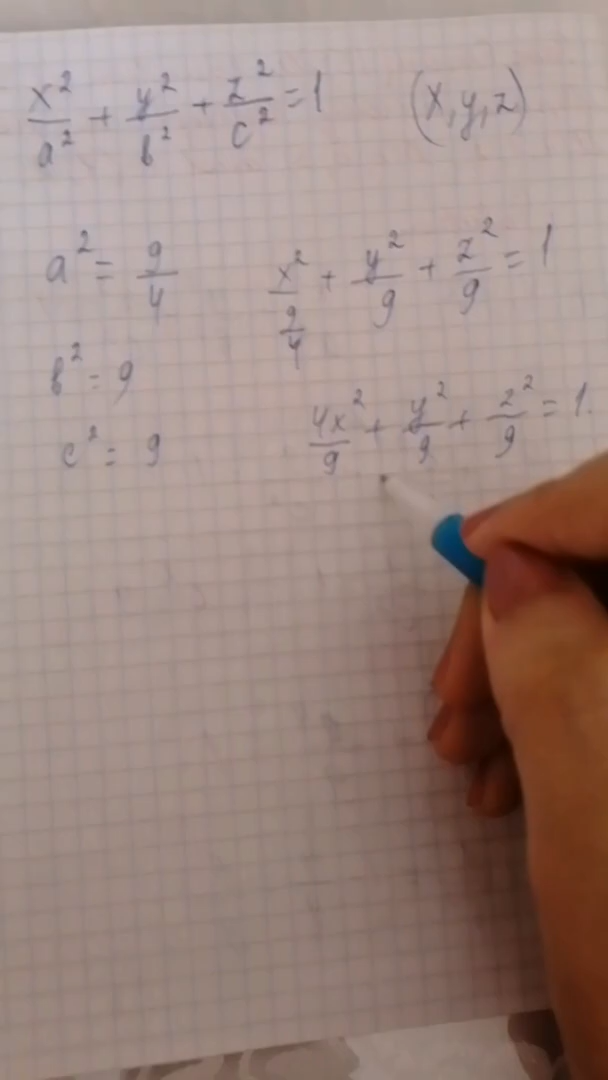 x²/a² + y²/b² + z²/c² = 1 (x, y, z)
a² = 9/4
x²/(9/4) + y²/9 + z²/9 = 1
b² = 9
c² = 9
4x²/9 + y²/9 + z²/9 = 1.